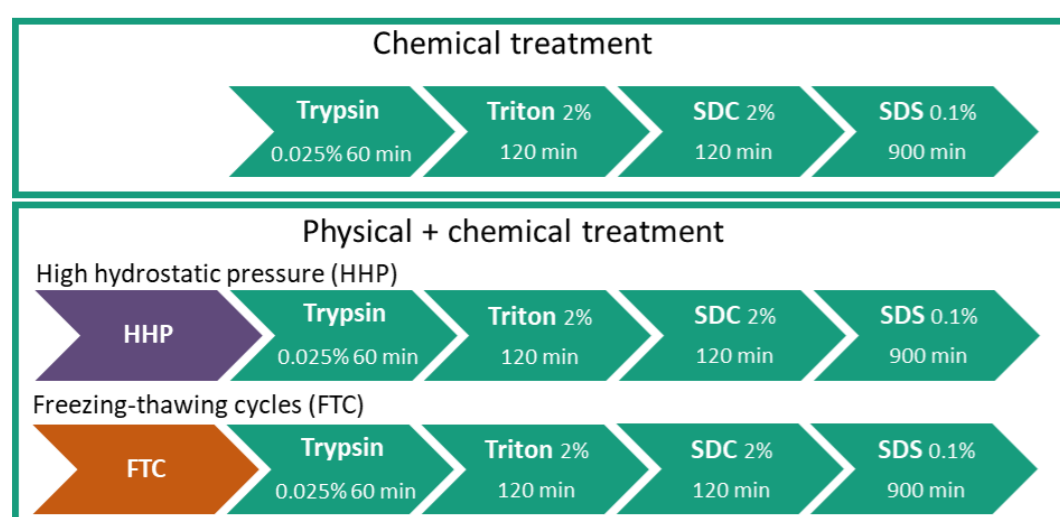 Chemical treatment
Trypsin Triton 2% SDC 2% SDS 0.1%
0.025% 60 min 120 min 120 min 900 min
Physical + chemical treatment
High hydrostatic pressure (HHP)
HHP
Trypsin Triton 2% SDC 2% SDS 0.1%
0.025% 60 min 120 min 120 min 900 min
Freezing-thawing cycles (FTC)
FTC
Trypsin Triton 2% SDC 2% SDS 0.1%
0.025% 60 min 120 min 120 min 900 min